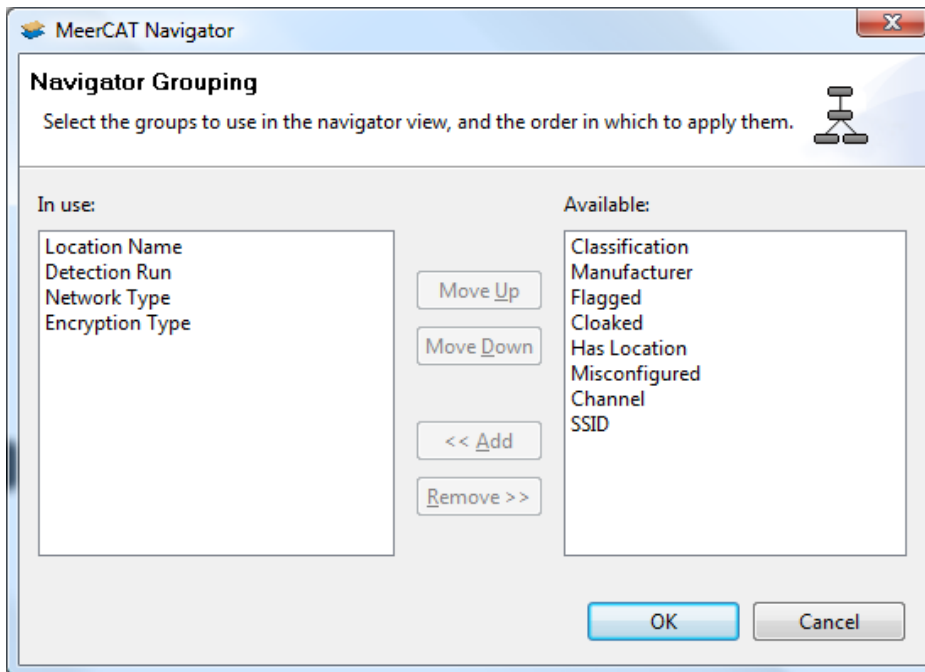 MeerCAT Navigator
Navigator Grouping
Select the groups to use in the navigator view, and the order in which to apply them.
In use:
Location Name
Detection Run
Network Type
Encryption Type
Move Up
Move Down
<< Add
Remove >>
Available:
Classification
Manufacturer
Flagged
Cloaked
Has Location
Misconfigured
Channel
SSID
OK
Cancel